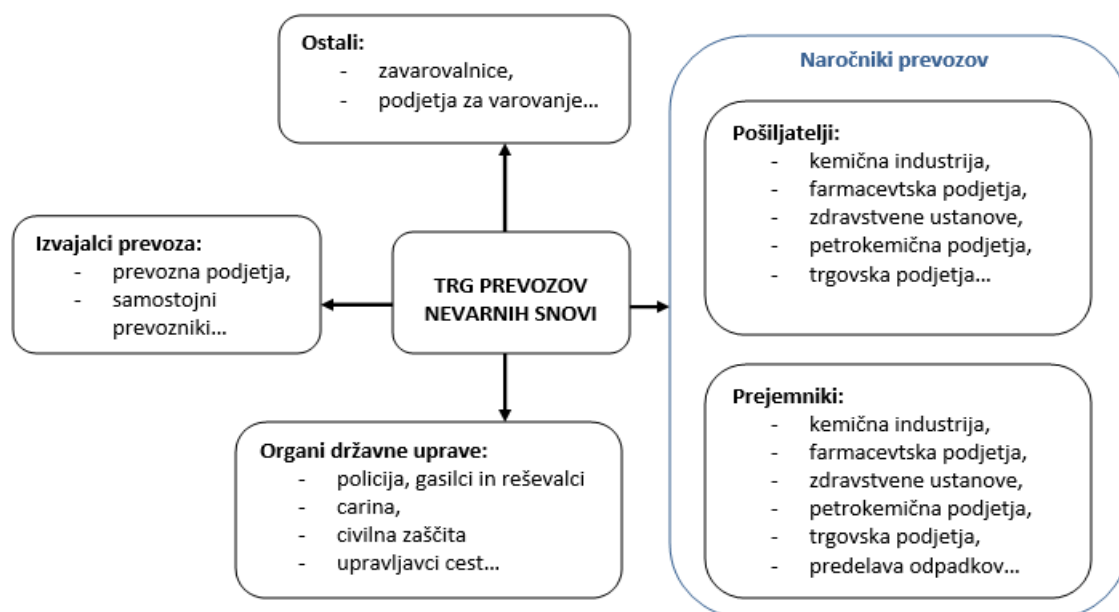 Ostali:
- zavarovalnice,
- podjetja za varovanje...
Naročniki prevozov
Pošiljatelji:
- kemična industrija,
- farmacevtska podjetja,
- zdravstvene ustanove,
- petrokemična podjetja,
- trgovska podjetja...
Izvajalci prevoza:
- prevozna podjetja,
- samostojni
prevozniki...
TRG PREVOZOV
NEVARNIH SNOVI
Organi državne uprave:
- policija, gasilci in reševalci
- carina,
- civilna zaščita
- upravljavci cest...
Prejemniki:
- kemična industrija,
- farmacevtska podjetja,
- zdravstvene ustanove,
- petrokemična podjetja,
- trgovska podjetja,
- predelava odpadkov...